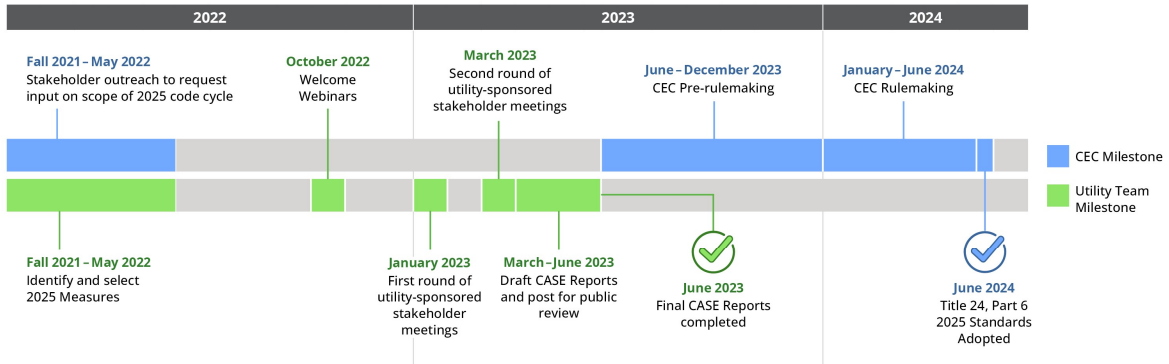 2022
2023
2024
Fall 2021 – May 2022
Stakeholder outreach to request
input on scope of 2025 code cycle
October 2022
Welcome
Webinars
March 2023
Second round of
utility-sponsored
stakeholder meetings
June – December 2023
CEC Pre-rulemaking
January – June 2024
CEC Rulemaking
CEC Milestone
Utility Team
Milestone
Fall 2021 – May 2022
Identify and select
2025 Measures
January 2023
First round of
utility-sponsored
stakeholder
meetings
March – June 2023
Draft CASE Reports
and post for public
review
June 2023
Final CASE Reports
completed
June 2024
Title 24, Part 6
2025 Standards
Adopted